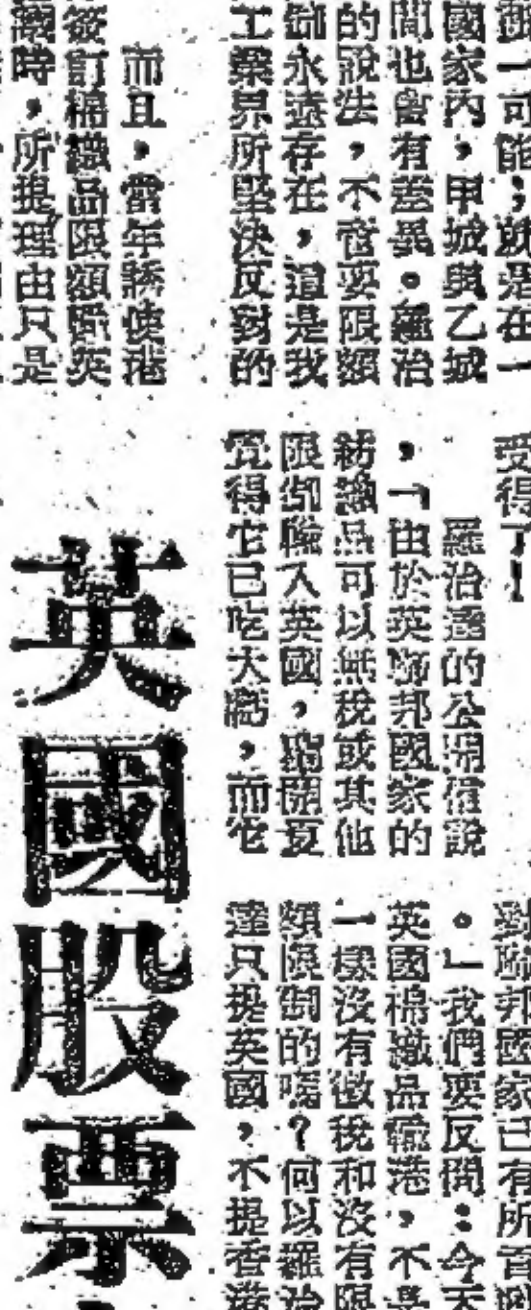 國家內，甲城與乙城
間也會有差異。羅治
的說法，不啻要限額
制永遠存在，這是我
工業界所堅決反對的
而且，當年誘使港
簽訂棉織品限額輸英
時，所提理由只是
受得了！
羅治達的公開信說
，「由於英聯邦國家的
紡織品可以無稅或其他
限制輸入英國，
覺得它已吃大虧，而它
對聯邦國家已有所
。」我們要反問：今天
英國棉織品輸港，不是
一樣沒有徵稅和沒有限
額限制的嗎？何以羅治
達只提英國，不提香港
英國股票